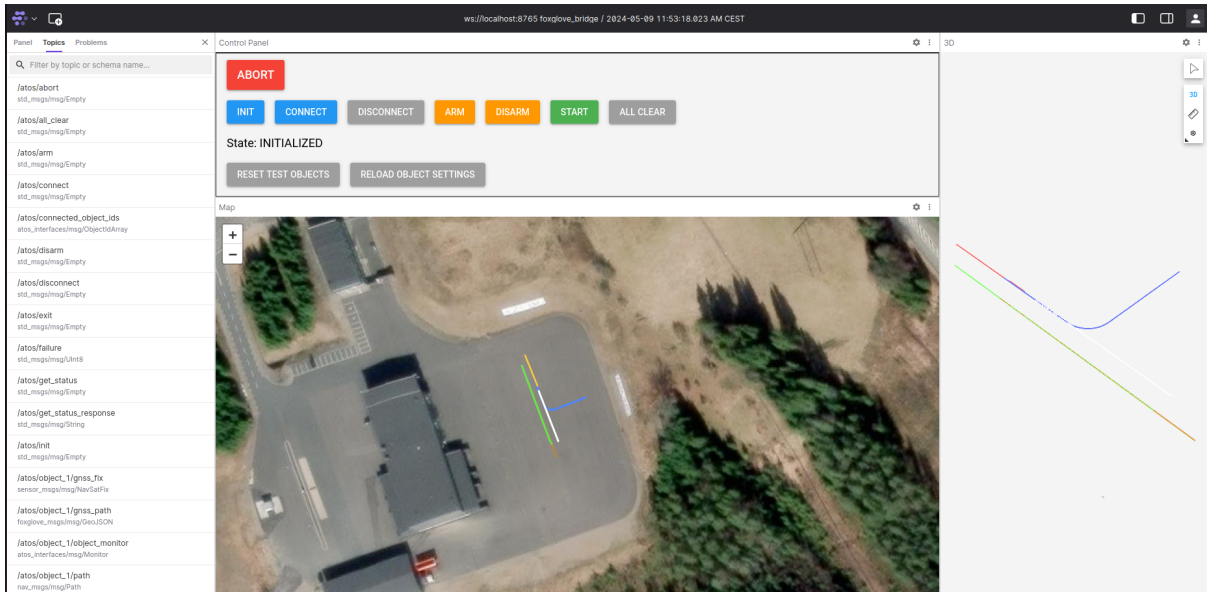 ws://localhost:8765 foxglove_bridge / 2024-05-09 11:53:18.023 AM CEST
Panel Topics Problems
Filter by topic or schema name...
/atos/abort
std_msgs/msg/Empty
/atos/all_clear
std_msgs/msg/Empty
/atos/arm
std_msgs/msg/Empty
/atos/connect
std_msgs/msg/Empty
/atos/connected_object_ids
atos_interfaces/msg/ObjectIdArray
/atos/disarm
std_msgs/msg/Empty
/atos/disconnect
std_msgs/msg/Empty
/atos/exit
std_msgs/msg/Empty
/atos/failure
std_msgs/msg/UInt8
/atos/get_status
std_msgs/msg/Empty
/atos/get_status_response
std_msgs/msg/String
/atos/init
std_msgs/msg/Empty
/atos/object_1/gnss_fix
sensor_msgs/msg/NavSatFix
/atos/object_1/gnss_path
foxglove_msgs/msg/GeoJSON
/atos/object_1/object_monitor
atos_interfaces/msg/Monitor
/atos/object_1/path
nav_msgs/msg/Path
Control Panel
ABORT
INIT CONNECT DISCONNECT ARM DISARM START ALL CLEAR
State: INITIALIZED
RESET TEST OBJECTS RELOAD OBJECT SETTINGS
Map
+
−
3D
3D